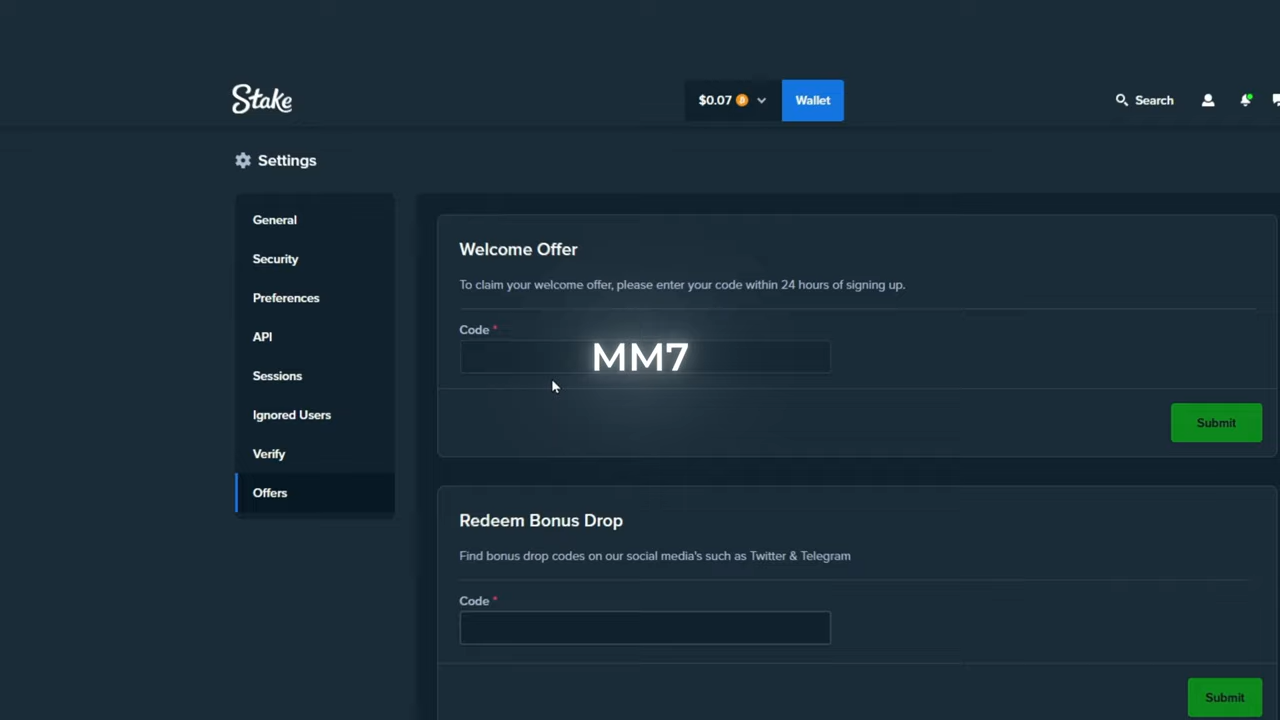 Stake
$0.07
Wallet
Search
Settings
General
Security
Preferences
API
Sessions
Ignored Users
Verify
Offers
Welcome Offer
To claim your welcome offer, please enter your code within 24 hours of signing up.
Code *
MM7
Submit
Redeem Bonus Drop
Find bonus drop codes on our social media's such as Twitter & Telegram
Code *
Submit